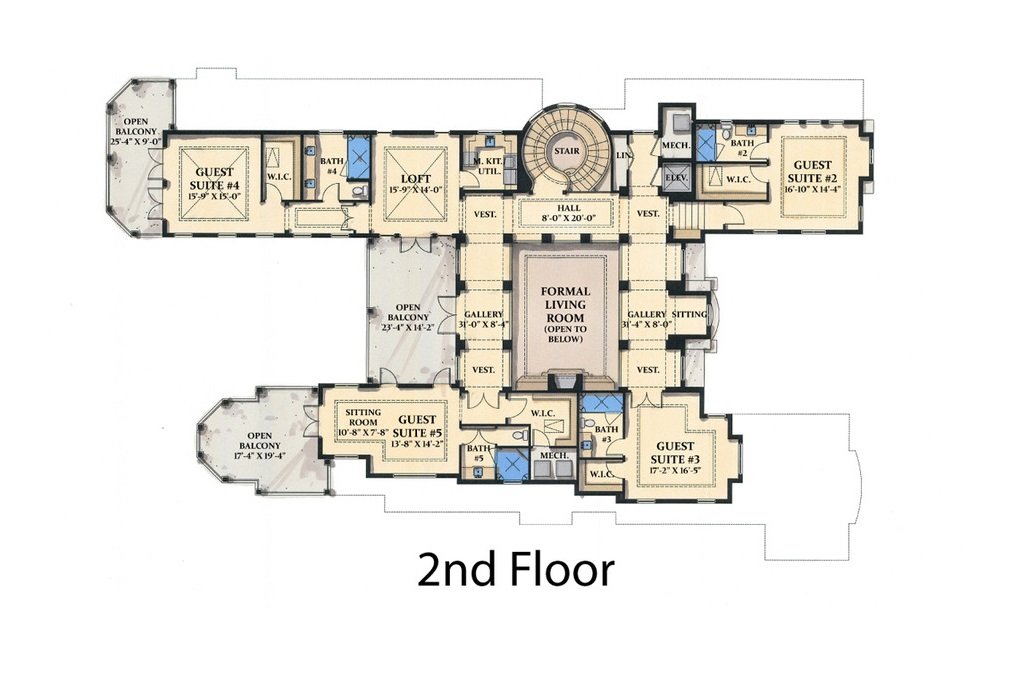 OPEN
BALCONY
25'-4" X 9'-0"
GUEST
SUITE #4
15'-9" X 15'-0"
W.I.C.
BATH
#4
LOFT
15'-9" X 14'-0"
M. KIT.
UTIL.
STAIR
LIN.
MECH.
ELEV.
BATH
#2
W.I.C.
GUEST
SUITE #2
16'-10" X 14'-4"
VEST.
HALL
8'-0" X 20'-0"
VEST.
OPEN
BALCONY
23'-4" X 14'-2"
GALLERY
31'-0" X 8'-4"
FORMAL
LIVING
ROOM
(OPEN TO
BELOW)
GALLERY
31'-4" X 8'-0"
SITTING
VEST.
VEST.
OPEN
BALCONY
17'-4" X 19'-4"
SITTING
ROOM
10'-8" X 7'-8"
GUEST
SUITE #5
13'-8" X 14'-2"
W.I.C.
BATH
#5
MECH.
BATH
#3
W.I.C.
GUEST
SUITE #3
17'-2" X 16'-5"
2nd Floor